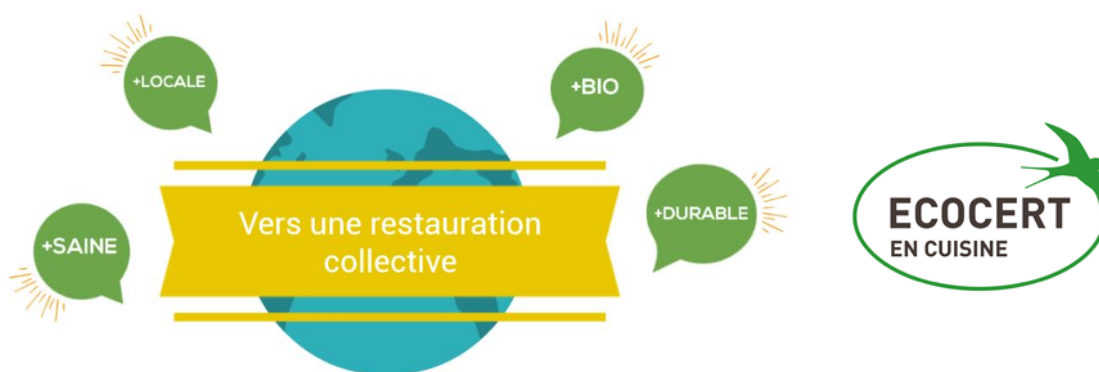 +LOCALE
+BIO
+SAINE
Vers une restauration
collective
+DURABLE
ECOCERT
EN CUISINE